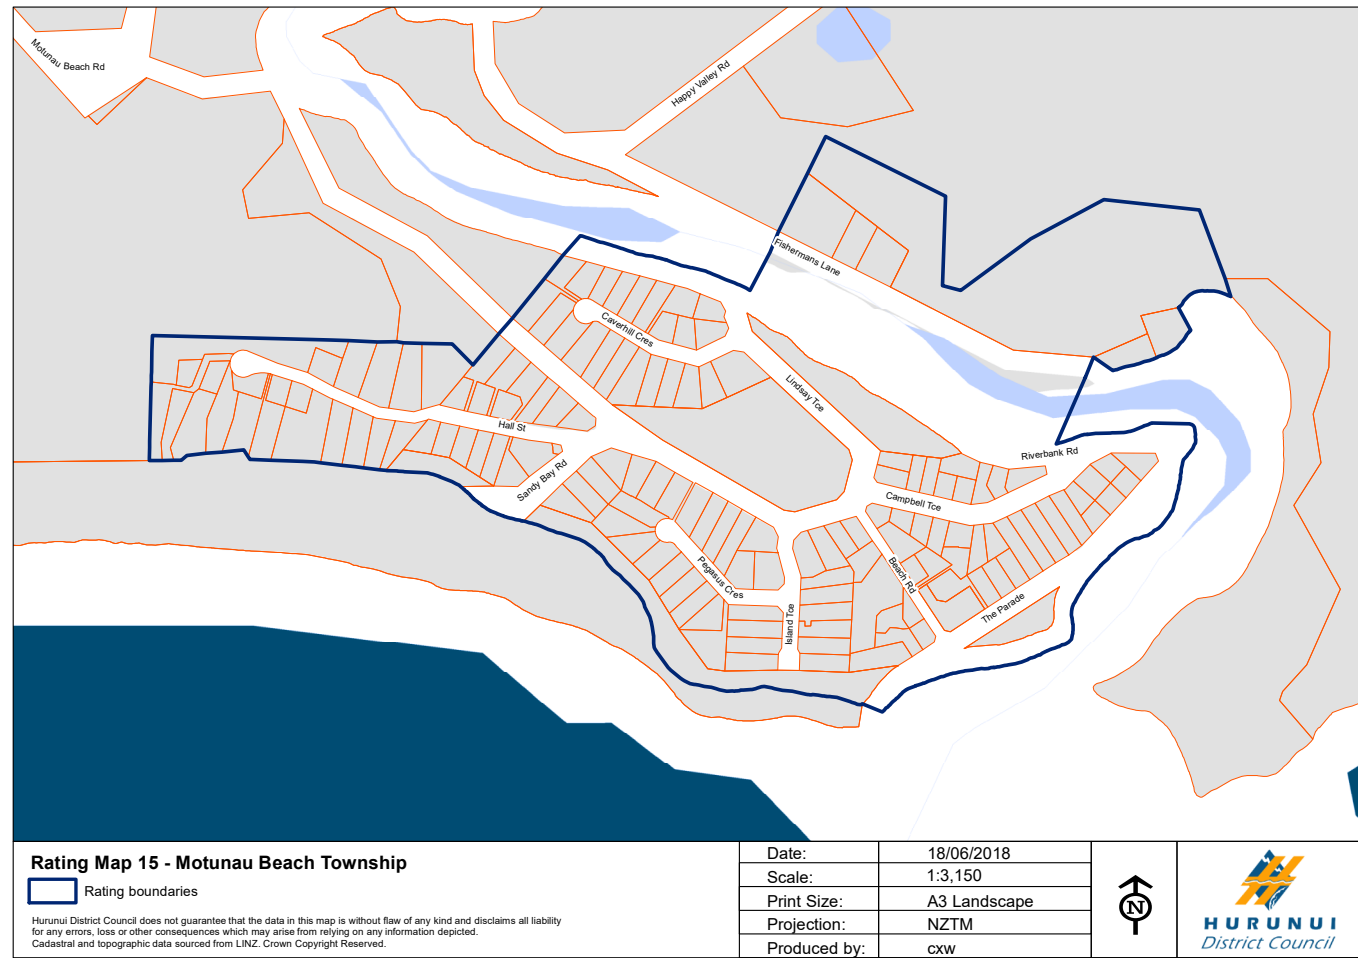 Motunau Beach Rd
Happy Valley Rd
Fishermans Lane
Caverhill Cres
Lindsay Tce
Hall St
Riverbank Rd
Sandy Bay Rd
Campbell Tce
Pegasus Cres
Beach Rd
Island Tce
The Parade
Rating Map 15 - Motunau Beach Township
Rating boundaries
Hurunui District Council does not guarantee that the data in this map is without flaw of any kind and disclaims all liability
for any errors, loss or other consequences which may arise from relying on any information depicted.
Cadastral and topographic data sourced from LINZ. Crown Copyright Reserved.
Date: 18/06/2018
Scale: 1:3,150
Print Size: A3 Landscape
Projection: NZTM
Produced by: cxw
N
HURUNUI
District Council